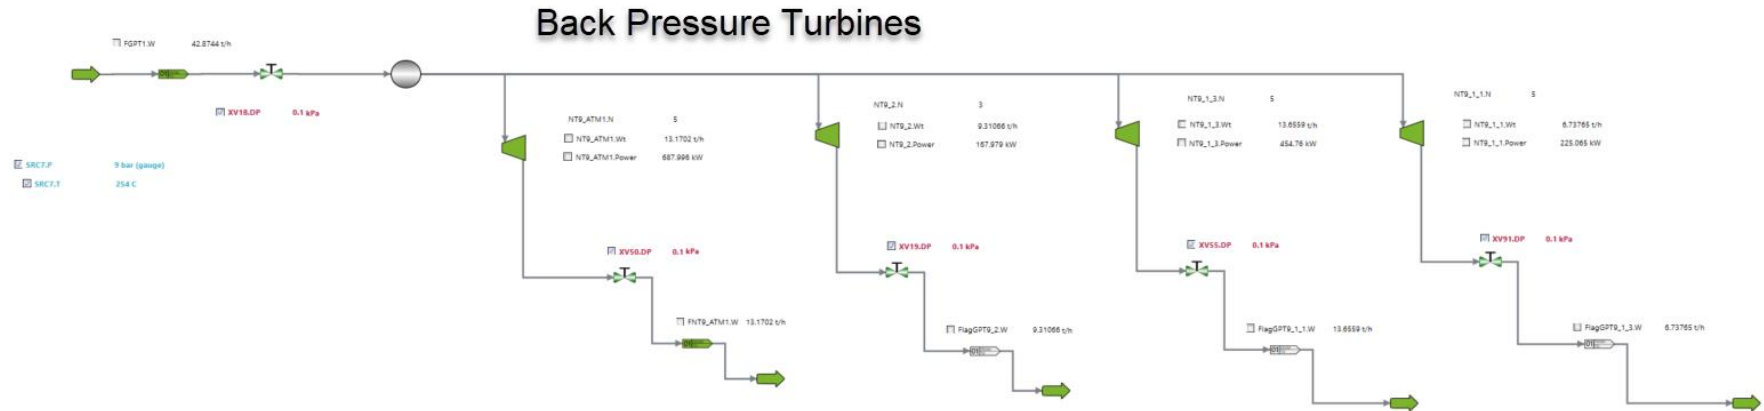 Back Pressure Turbines
FGPT1.W 42.8744 t/h
XV18.DP 0.1 kPa
SRC7.P 9 bar (gauge)
SRC7.T 254 C
NT9_ATM1.N 5
NT9_ATM1.Wt 13.1702 t/h
NT9_ATM1.Power 687.996 kW
NT9_2.N 3
NT9_2.Wt 9.31066 t/h
NT9_2.Power 167.979 kW
NT9_1_3.N 5
NT9_1_3.Wt 13.6559 t/h
NT9_1_3.Power 454.76 kW
NT9_1_1.N 5
NT9_1_1.Wt 6.73765 t/h
NT9_1_1.Power 225.065 kW
XV50.DP 0.1 kPa
XV19.DP 0.1 kPa
XV55.DP 0.1 kPa
XV91.DP 0.1 kPa
FNT9_ATM1.W 13.1702 t/h
FlagGPT9_2.W 9.31066 t/h
FlagGPT9_1_1.W 13.6559 t/h
FlagGPT9_1_3.W 6.73765 t/h